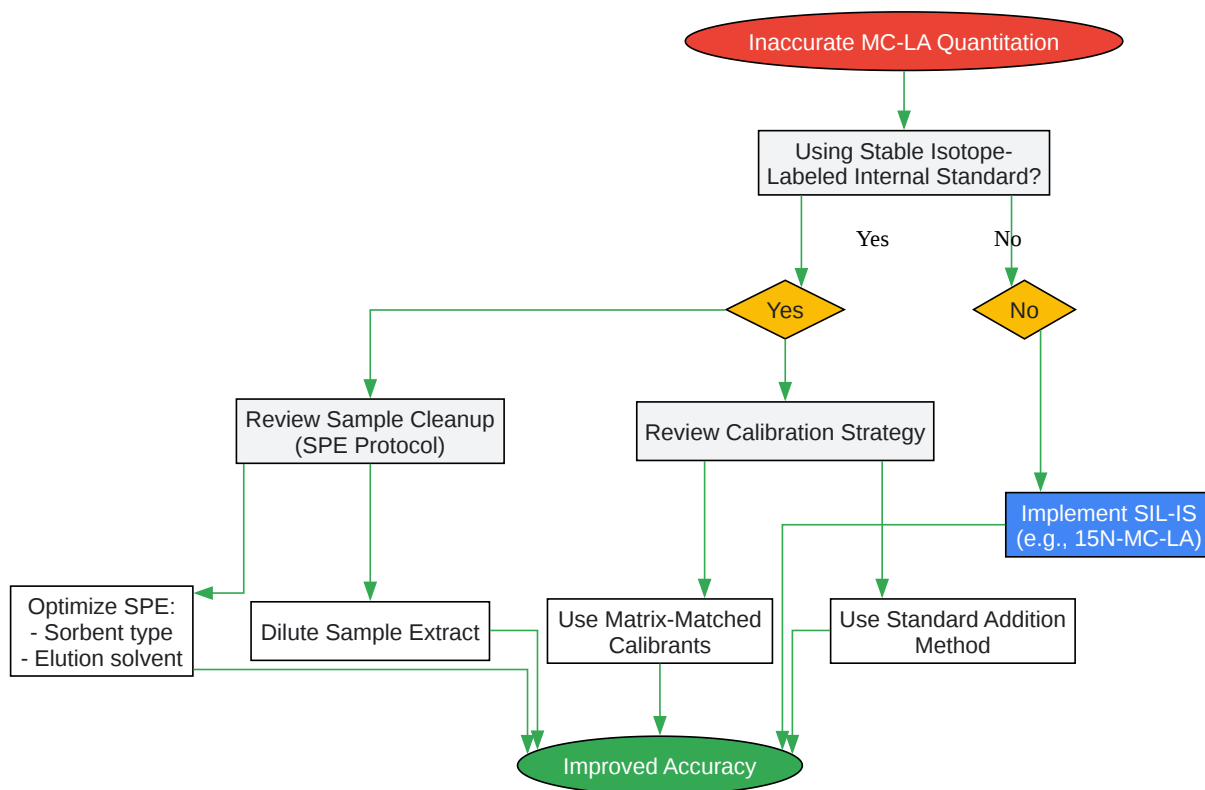 Inaccurate MC-LA Quantitation
Using Stable Isotope-
Labeled Internal Standard?
Yes
No
Yes
No
Review Sample Cleanup
(SPE Protocol)
Review Calibration Strategy
Implement SIL-IS
(e.g., 15N-MC-LA)
Optimize SPE:
- Sorbent type
- Elution solvent
Dilute Sample Extract
Use Matrix-Matched
Calibrants
Use Standard Addition
Method
Improved Accuracy